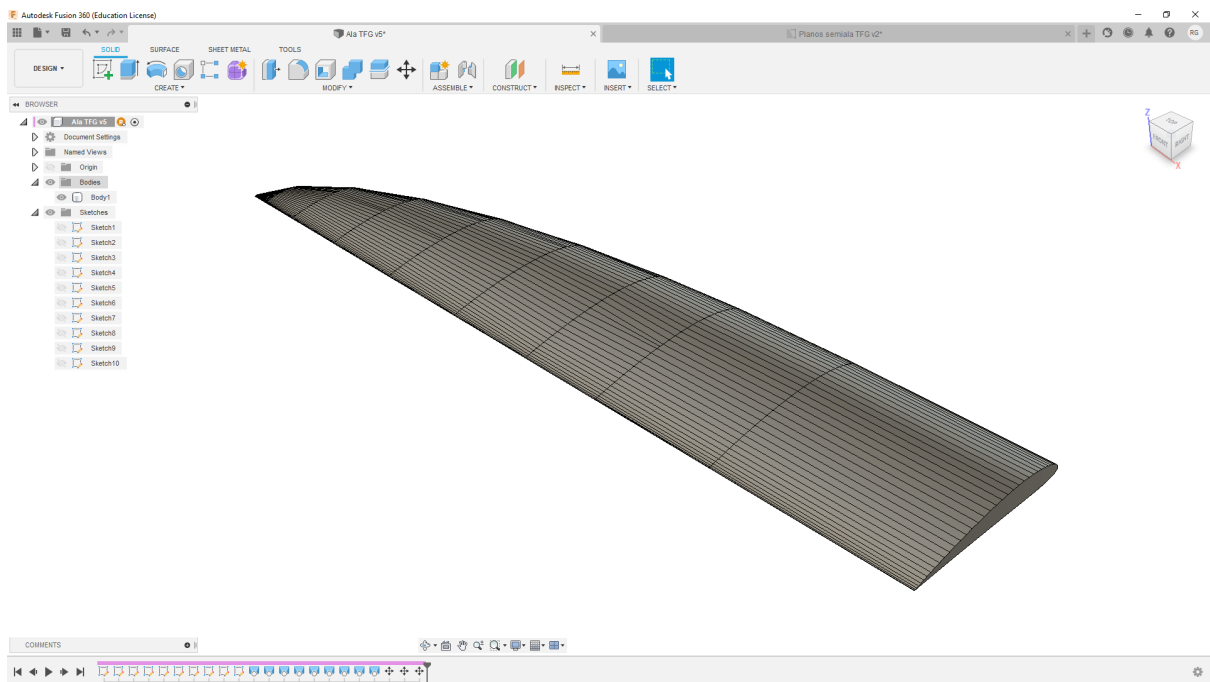 Autodesk Fusion 360 (Education License)
Ala TFG v5*
Planos semiala TFG v2*
RG
SOLID SURFACE SHEET METAL TOOLS
DESIGN
CREATE MODIFY ASSEMBLE CONSTRUCT INSPECT INSERT SELECT
BROWSER
Ala TFG v5
Document Settings
Named Views
Origin
Bodies
Body1
Sketches
Sketch1
Sketch2
Sketch3
Sketch4
Sketch5
Sketch6
Sketch7
Sketch8
Sketch9
Sketch10
Z
TOP
FRONT
RIGHT
X
COMMENTS